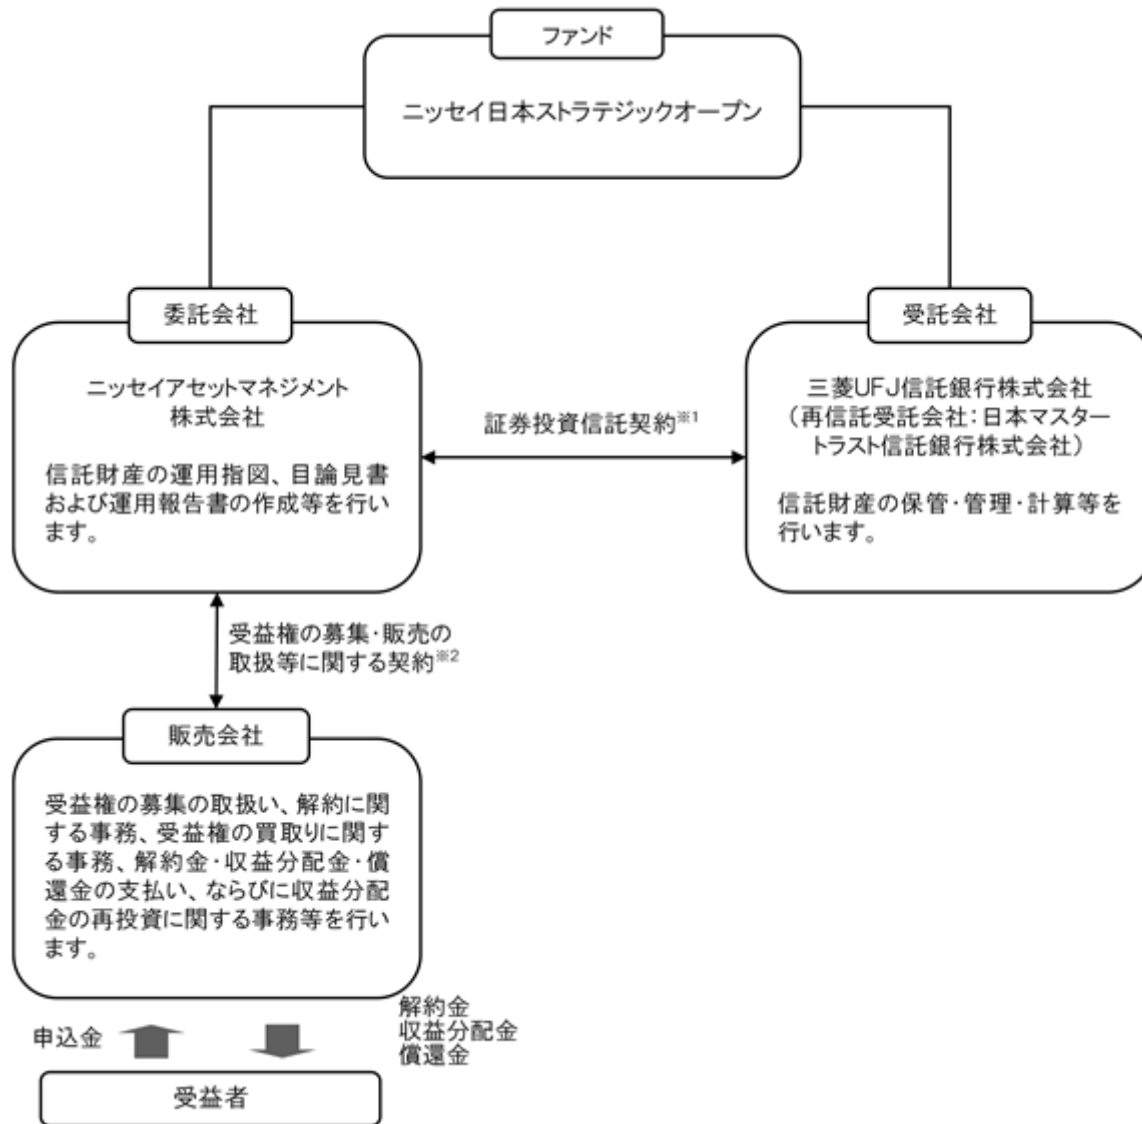 ファンド
ニッセイ日本ストラテジックオープン
委託会社
ニッセイアセットマネジメント
株式会社
信託財産の運用指図、目論見書
および運用報告書の作成等を行い
ます。
証券投資信託契約※1
受託会社
三菱UFJ信託銀行株式会社
(再信託受託会社:日本マスター
トラスト信託銀行株式会社)
信託財産の保管・管理・計算等を
行います。
受益権の募集・販売の
取扱等に関する契約※2
販売会社
受益権の募集の取扱い、解約に関
する事務、受益権の買取りに関す
る事務、解約金・収益分配金・償
還金の支払い、ならびに収益分配
金の再投資に関する事務等を行い
ます。
申込金
解約金
収益分配金
償還金
受益者